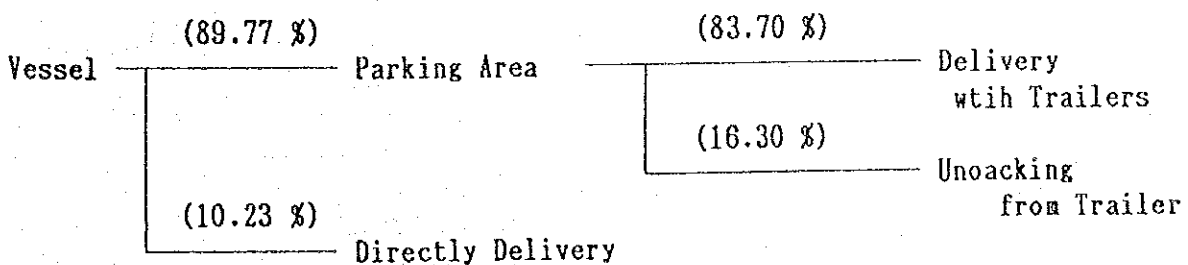 (89.77 %) (83.70 %)
Vessel Parking Area Delivery
wtih Trailers
(16.30 %)
Unoacking
from Trailer
(10.23 %)
Directly Delivery